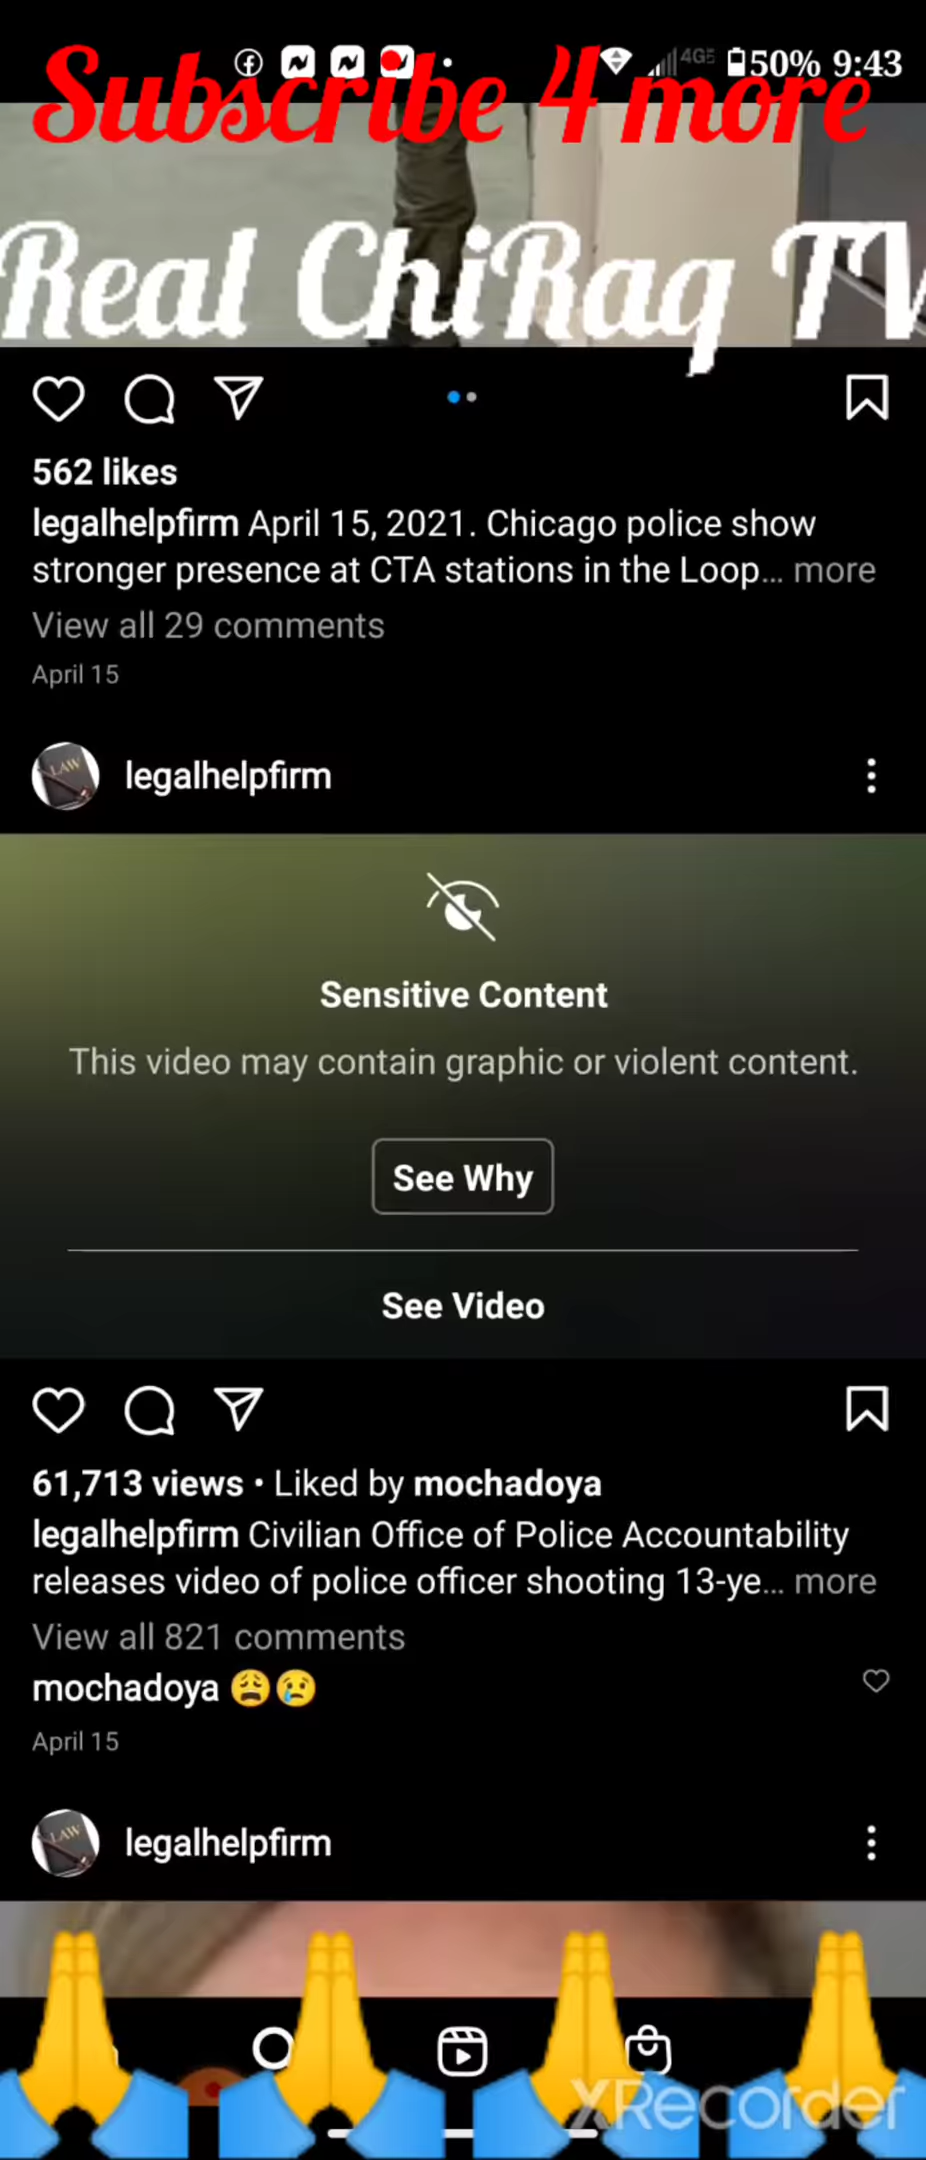 50% 9:43
Subscribe 4 more
Real ChiRaq TV
562 likes
legalhelpfirm April 15, 2021. Chicago police show
stronger presence at CTA stations in the Loop... more
View all 29 comments
April 15
LAW
legalhelpfirm
Sensitive Content
This video may contain graphic or violent content.
See Why
See Video
61,713 views • Liked by mochadoya
legalhelpfirm Civilian Office of Police Accountability
releases video of police officer shooting 13-ye... more
View all 821 comments
mochadoya 😩😢
April 15
LAW
legalhelpfirm
XRecorder